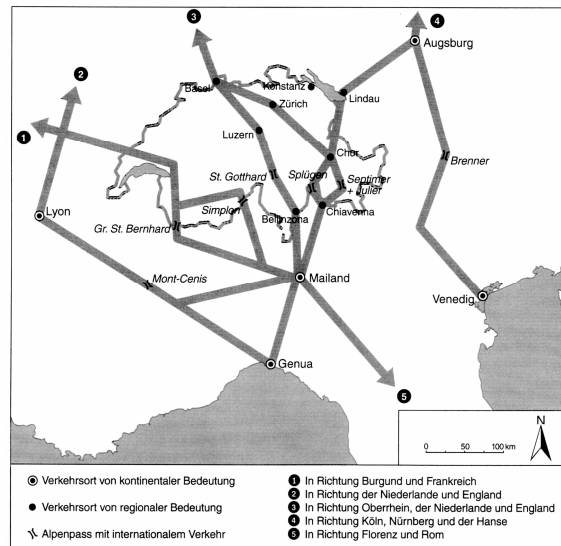 3
4
Augsburg
2
Basel
Konstanz
Lindau
Zürich
1
Luzern
Chur
Brenner
St. Gotthard
Splügen
Septimer
+ Julier
Simplon
Lyon
Bellinzona
Chiavenna
Gr. St. Bernhard
Mont-Cenis
Mailand
Venedig
Genua
5
N
0 50 100 km
Verkehrsort von kontinentaler Bedeutung
Verkehrsort von regionaler Bedeutung
Alpenpass mit internationalem Verkehr
1 In Richtung Burgund und Frankreich
2 In Richtung der Niederlande und England
3 In Richtung Oberrhein, der Niederlande und England
4 In Richtung Köln, Nürnberg und der Hanse
5 In Richtung Florenz und Rom